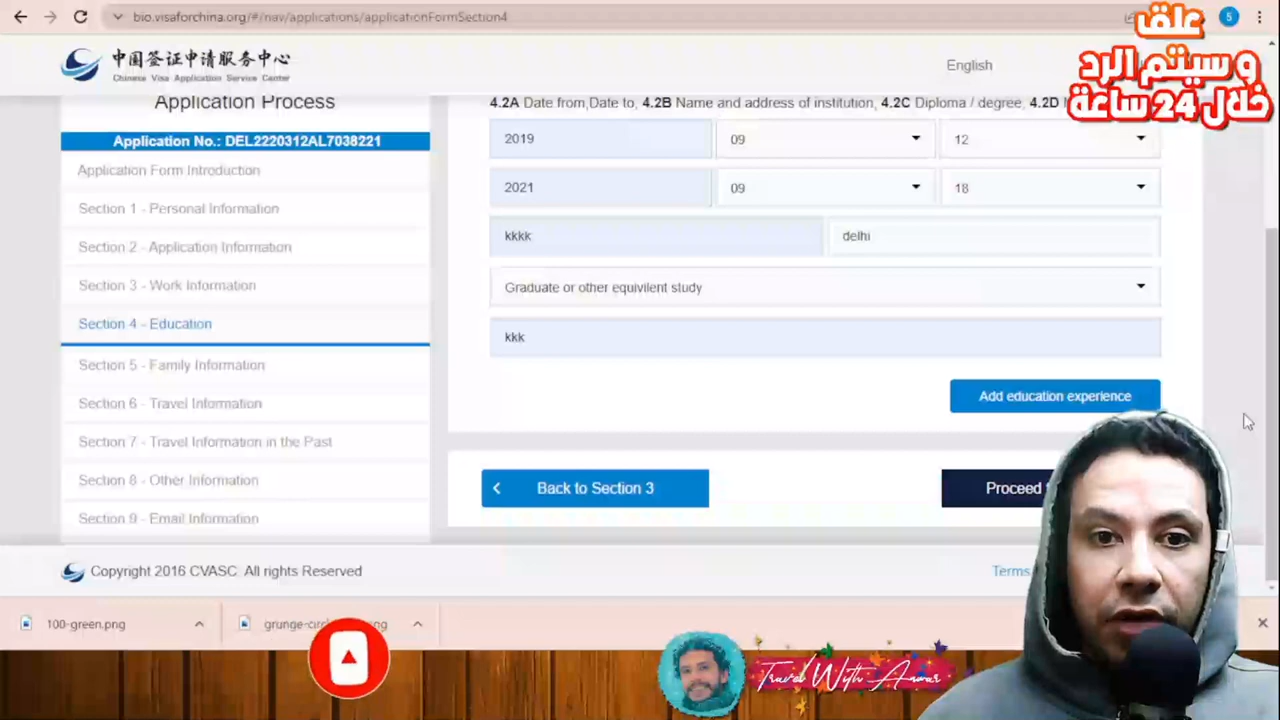 bio.visaforchina.org/#/nav/applications/applicationFormSection4
5
علق
و سيتم الرد
خلال 24 ساعة
中国签证申请服务中心
Chinese Visa Application Service Center
English
Application Process
Application No.: DEL2220312AL7038221
Application Form Introduction
Section 1 - Personal Information
Section 2 - Application Information
Section 3 - Work Information
Section 4 - Education
Section 5 - Family Information
Section 6 - Travel Information
Section 7 - Travel Information in the Past
Section 8 - Other Information
Section 9 - Email Information
4.2A Date from,Date to, 4.2B Name and address of institution, 4.2C Diploma / degree, 4.2D
2019 09 12
2021 09 18
kkkk delhi
Graduate or other equivilent study
kkk
Add education experience
Back to Section 3
Proceed
Copyright 2016 CVASC. All rights Reserved
Terms
100-green.png
grunge-circ
ng
Travel With Anwar